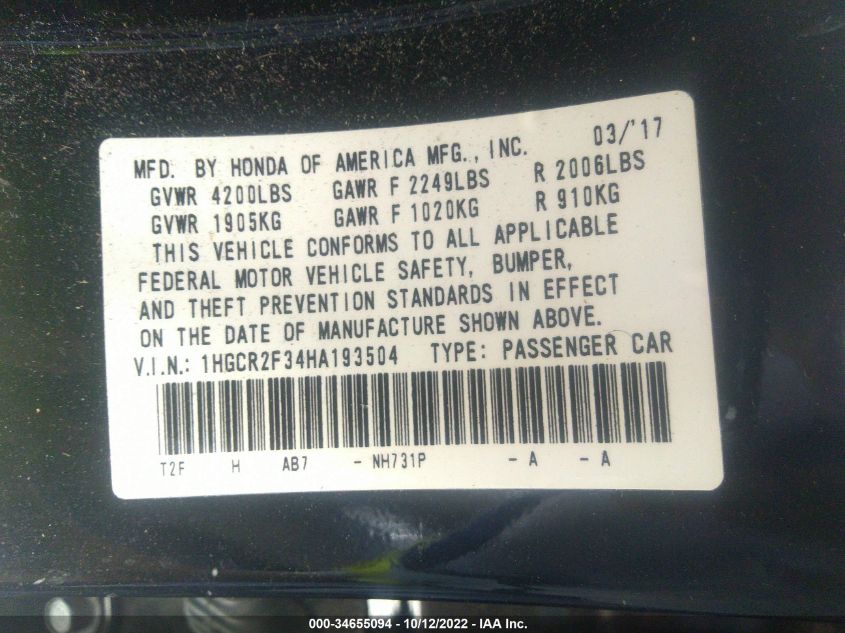 03/'17
MFD. BY HONDA OF AMERICA MFG., INC.
GVWR 4200LBS GAWR F 2249LBS R 2006LBS
GVWR 1905KG GAWR F 1020KG R 910KG
THIS VEHICLE CONFORMS TO ALL APPLICABLE
FEDERAL MOTOR VEHICLE SAFETY, BUMPER,
AND THEFT PREVENTION STANDARDS IN EFFECT
ON THE DATE OF MANUFACTURE SHOWN ABOVE.
V.I.N.: 1HGCR2F34HA193504 TYPE: PASSENGER CAR
T2F H AB7 - NH731P - A - A
000-34655094 - 10/12/2022 - IAA Inc.